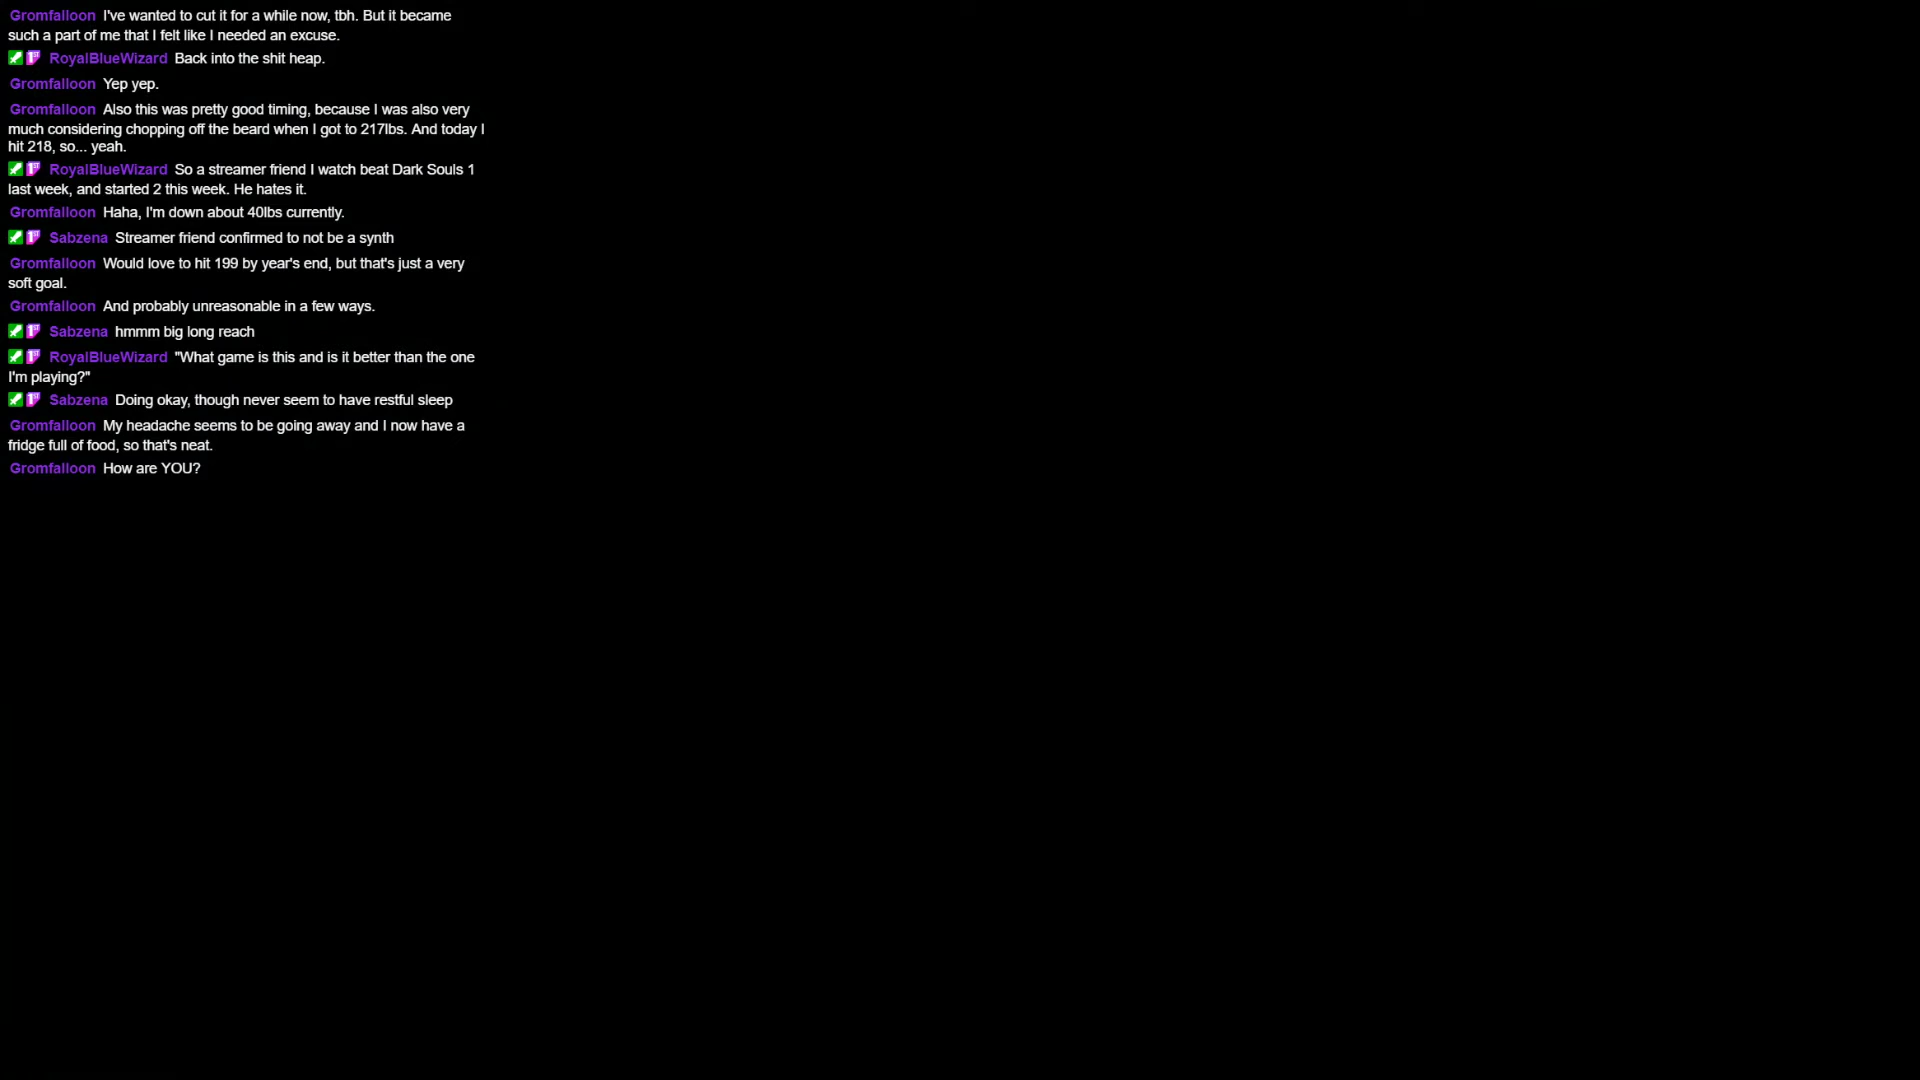 Gromfalloon I've wanted to cut it for a while now, tbh. But it became
such a part of me that I felt like I needed an excuse.
RoyalBlueWizard Back into the shit heap.
Gromfalloon Yep yep.
Gromfalloon Also this was pretty good timing, because I was also very
much considering chopping off the beard when I got to 217lbs. And today I
hit 218, so... yeah.
RoyalBlueWizard So a streamer friend I watch beat Dark Souls 1
last week, and started 2 this week. He hates it.
Gromfalloon Haha, I'm down about 40lbs currently.
Sabzena Streamer friend confirmed to not be a synth
Gromfalloon Would love to hit 199 by year's end, but that's just a very
soft goal.
Gromfalloon And probably unreasonable in a few ways.
Sabzena hmmm big long reach
RoyalBlueWizard "What game is this and is it better than the one
I'm playing?"
Sabzena Doing okay, though never seem to have restful sleep
Gromfalloon My headache seems to be going away and I now have a
fridge full of food, so that's neat.
Gromfalloon How are YOU?